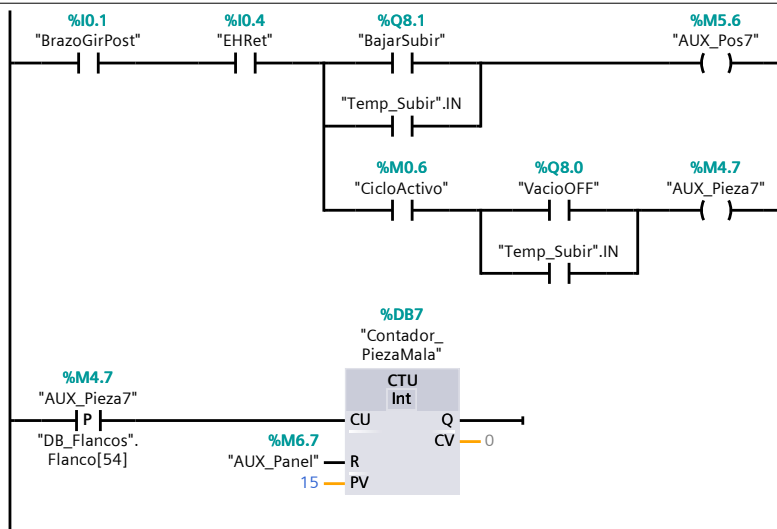 %I0.1 %I0.4 %Q8.1 %M5.6
"BrazoGirPost" "EHRet" "BajarSubir" "AUX_Pos7"
"Temp_Subir".IN
%M0.6 %Q8.0 %M4.7
"CicloActivo" "VacioOFF" "AUX_Pieza7"
"Temp_Subir".IN
%DB7
"Contador_
PiezaMala"
%M4.7
"AUX_Pieza7"
P
"DB_Flancos".
Flanco[54]
CTU
Int
CU Q
CV 0
%M6.7
"AUX_Panel" R
15 PV